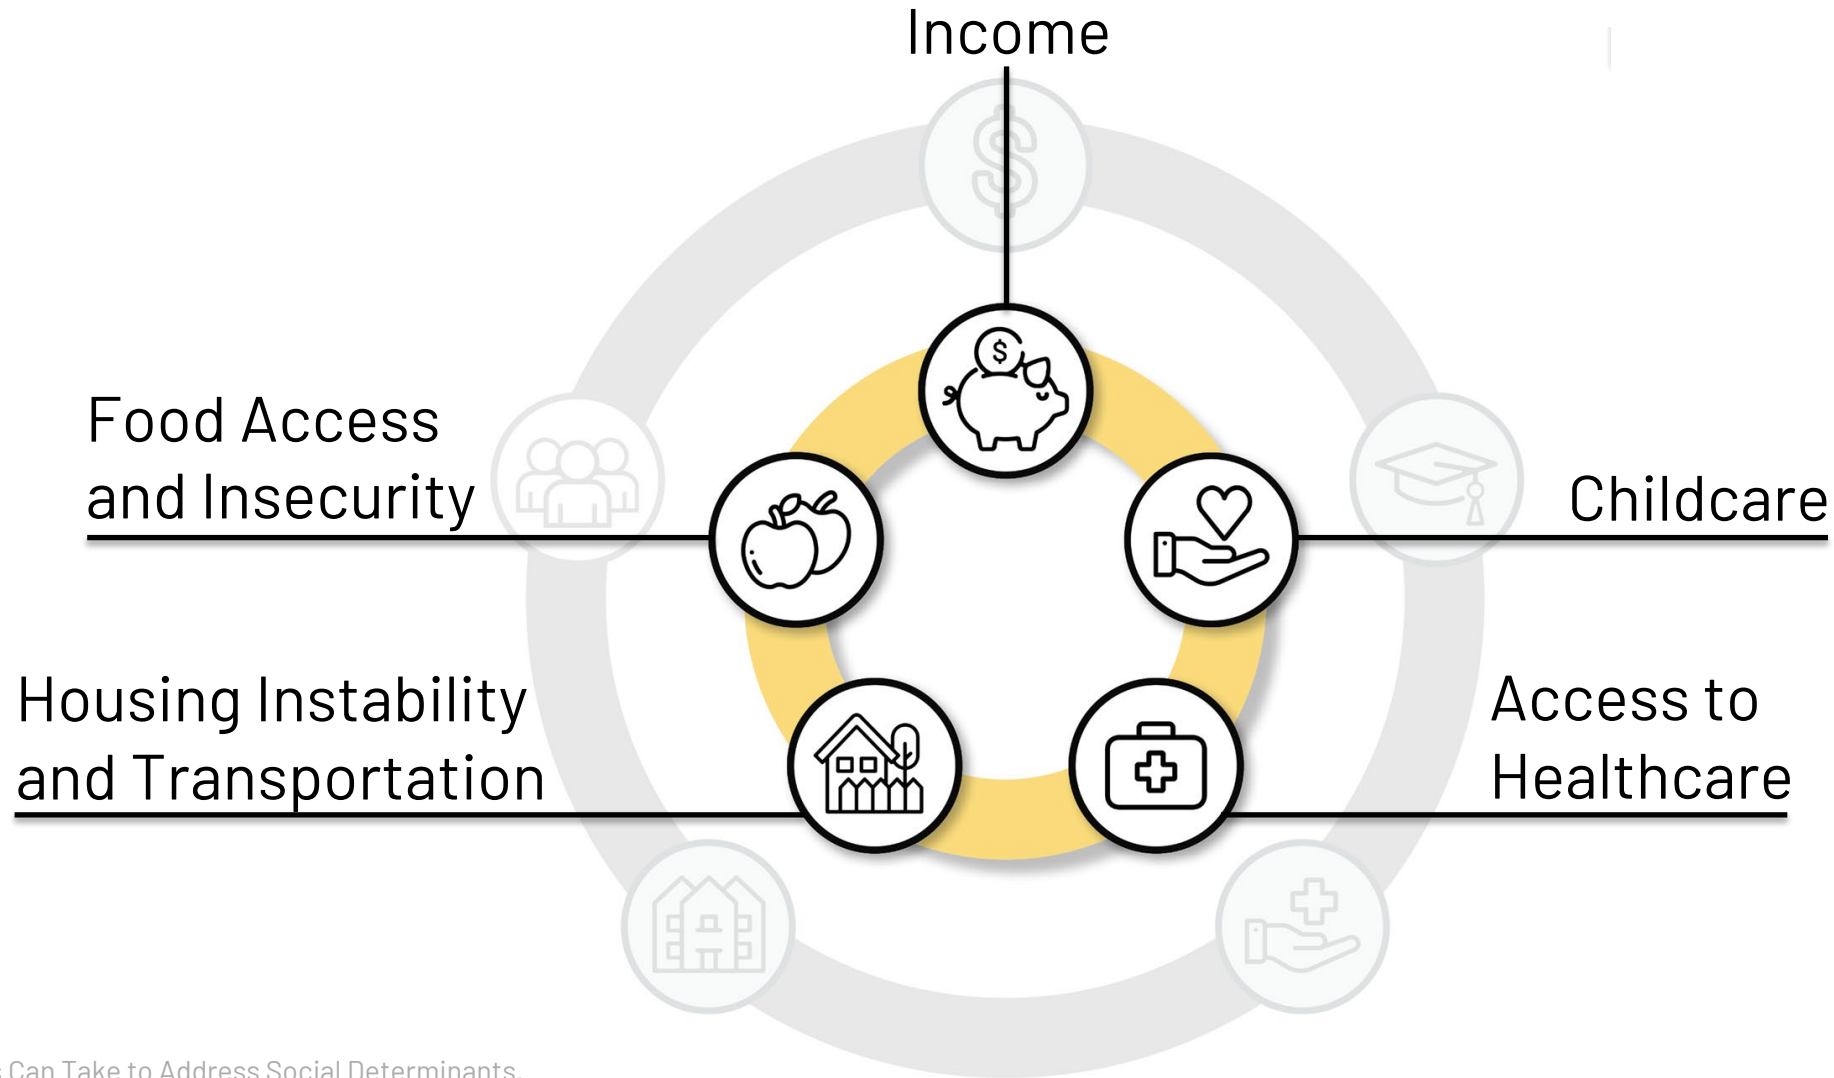 Income
Food Access
and Insecurity
Childcare
Housing Instability
and Transportation
Access to
Healthcare
Can Take to Address Social Determinants.